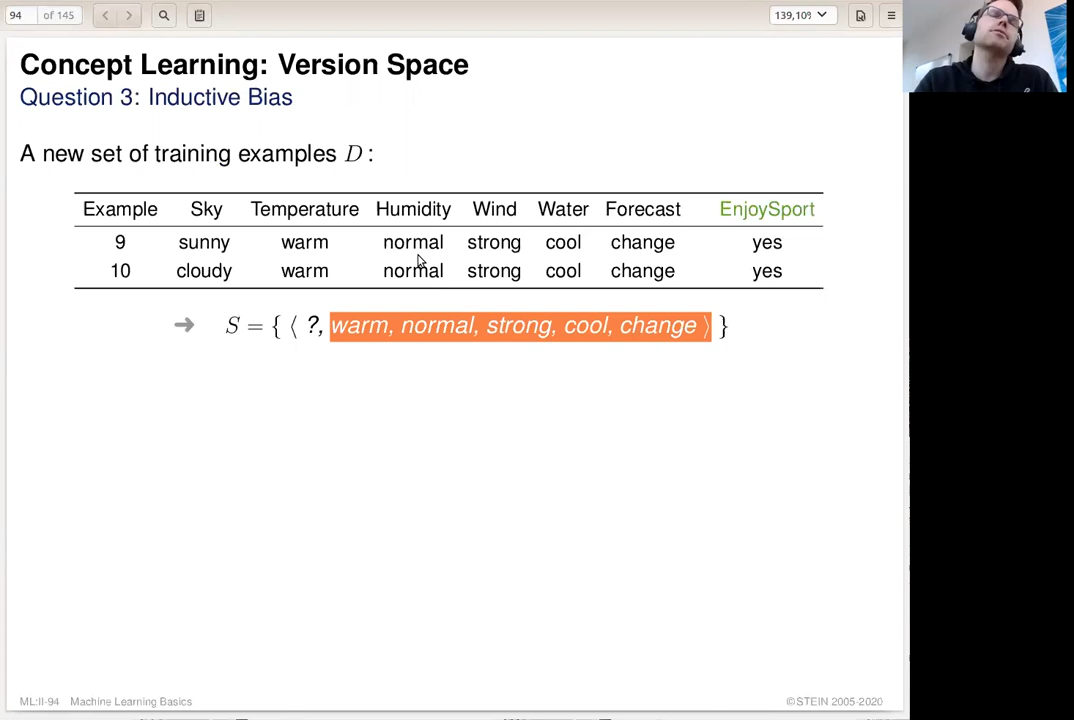 94 of 145 139,10%
Concept Learning: Version Space
Question 3: Inductive Bias
A new set of training examples D :
Example Sky Temperature Humidity Wind Water Forecast EnjoySport
9 sunny warm normal strong cool change yes
10 cloudy warm normal strong cool change yes
➜ S = { ⟨ ?, warm, normal, strong, cool, change ⟩ }
ML:II-94 Machine Learning Basics ©STEIN 2005-2020